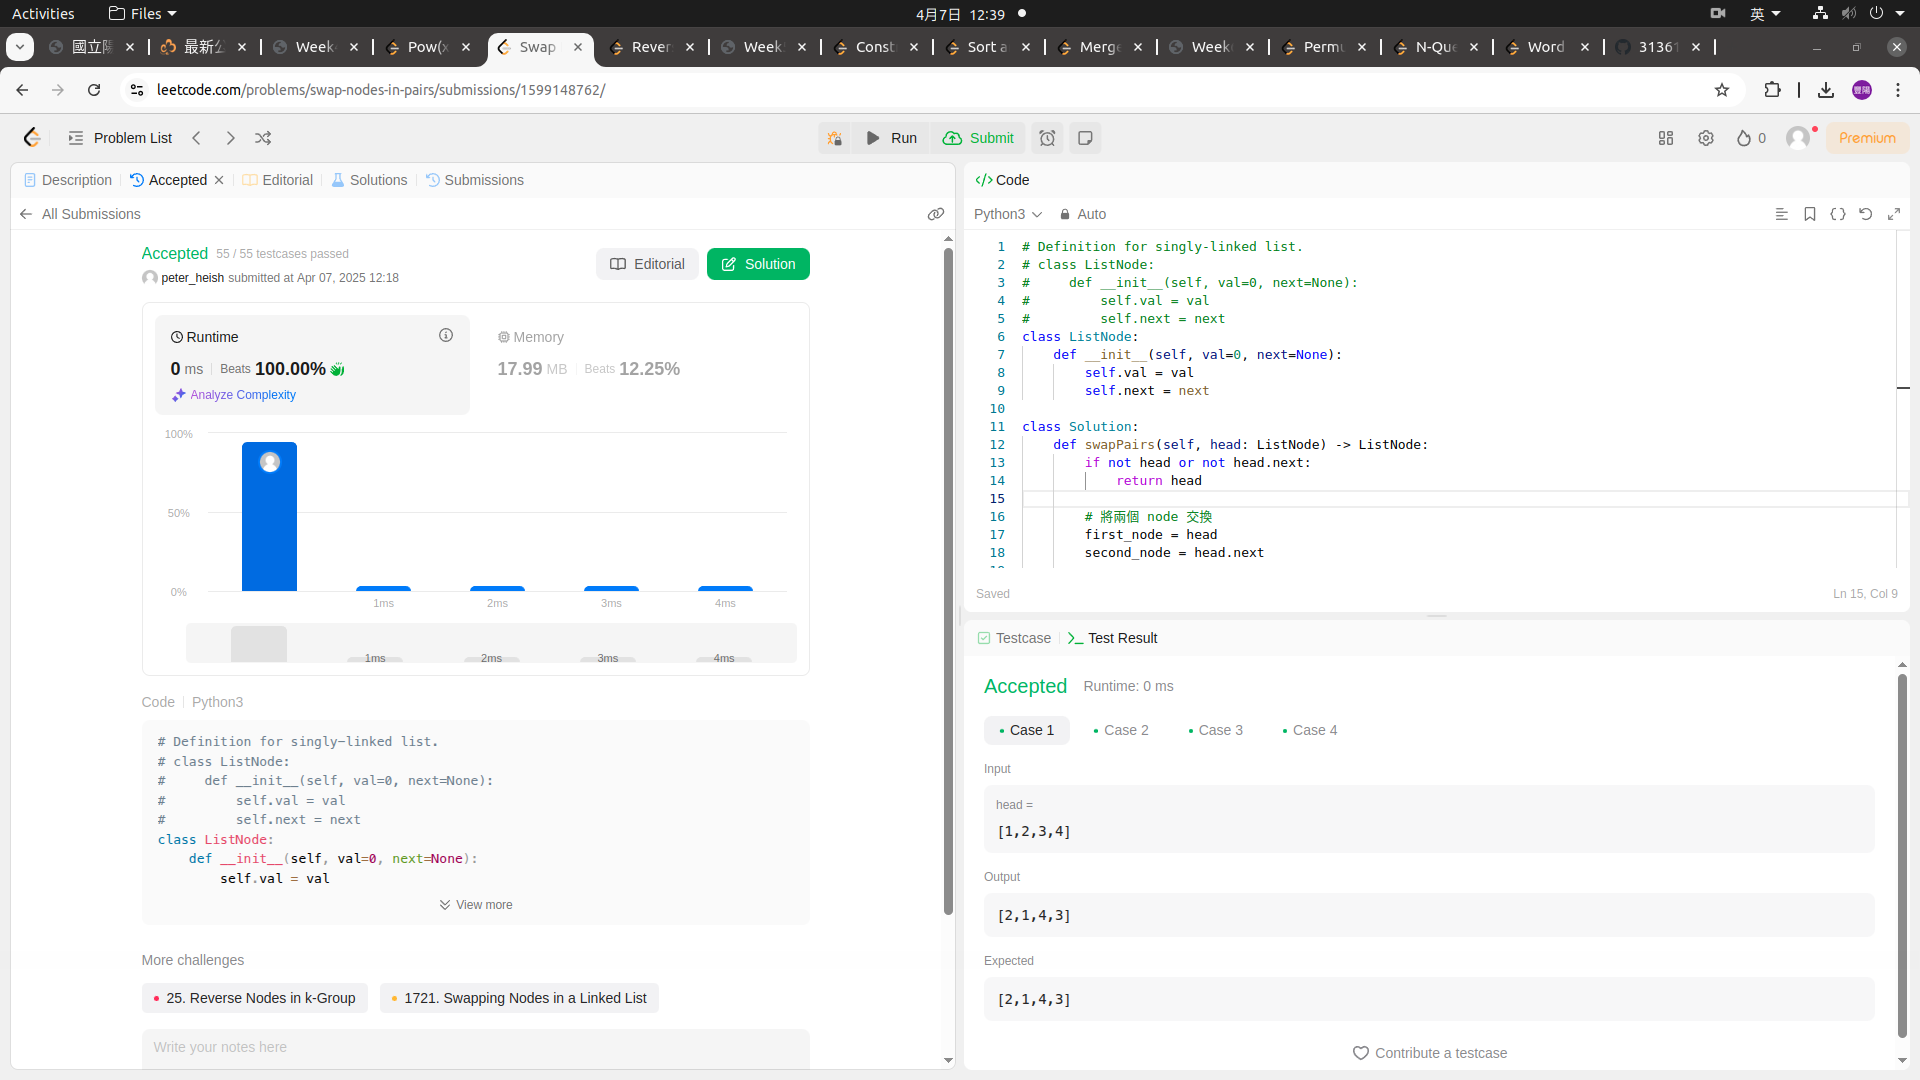 Activities
Files
4月7日 12:39
英
國立陽
最新公
Week
Pow(x
Swap
Revers
Week
Const
Sort a
Merge
Week
Permu
N-Que
Word
31361
leetcode.com/problems/swap-nodes-in-pairs/submissions/1599148762/
豐陽
Problem List
Run
Submit
0
Premium
Description
Accepted
Editorial
Solutions
Submissions
All Submissions
Accepted 55 / 55 testcases passed
peter_heish submitted at Apr 07, 2025 12:18
Editorial
Solution
Runtime
0 ms Beats 100.00%
Analyze Complexity
Memory
17.99 MB Beats 12.25%
100%
50%
0%
1ms 2ms 3ms 4ms
1ms 2ms 3ms 4ms
Code Python3
# Definition for singly-linked list.
# class ListNode:
#     def __init__(self, val=0, next=None):
#         self.val = val
#         self.next = next
class ListNode:
    def __init__(self, val=0, next=None):
        self.val = val
View more
More challenges
25. Reverse Nodes in k-Group
1721. Swapping Nodes in a Linked List
Write your notes here
</> Code
Python3
Auto
1 # Definition for singly-linked list.
2 # class ListNode:
3 #     def __init__(self, val=0, next=None):
4 #         self.val = val
5 #         self.next = next
6 class ListNode:
7     def __init__(self, val=0, next=None):
8         self.val = val
9         self.next = next
10
11 class Solution:
12     def swapPairs(self, head: ListNode) -> ListNode:
13         if not head or not head.next:
14             return head
15
16         # 將兩個 node 交換
17         first_node = head
18         second_node = head.next
Saved
Ln 15, Col 9
Testcase
Test Result
Accepted Runtime: 0 ms
Case 1 Case 2 Case 3 Case 4
Input
head =
[1,2,3,4]
Output
[2,1,4,3]
Expected
[2,1,4,3]
Contribute a testcase